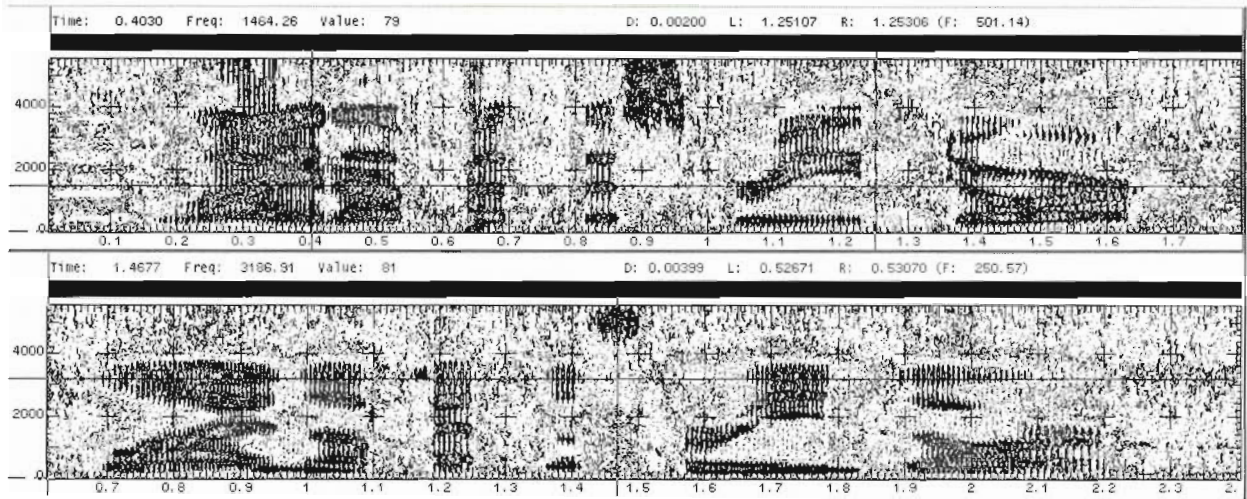 Time: 0.4030 Freq: 1464.26 Value: 79 D: 0.00200 L: 1.25107 R: 1.25306 (F: 501.14)
4000
2000
.0
0.1 0.2 0.3 0.4 0.5 0.6 0.7 0.8 0.9 1 1.1 1.2 1.3 1.4 1.5 1.6 1.7
Time: 1.4677 Freq: 3186.91 Value: 81 D: 0.00399 L: 0.52671 R: 0.53070 (F: 250.57)
4000
2000
.0
0.7 0.8 0.9 1 1.1 1.2 1.3 1.4 1.5 1.6 1.7 1.8 1.9 2 2.1 2.2 2.3 2.